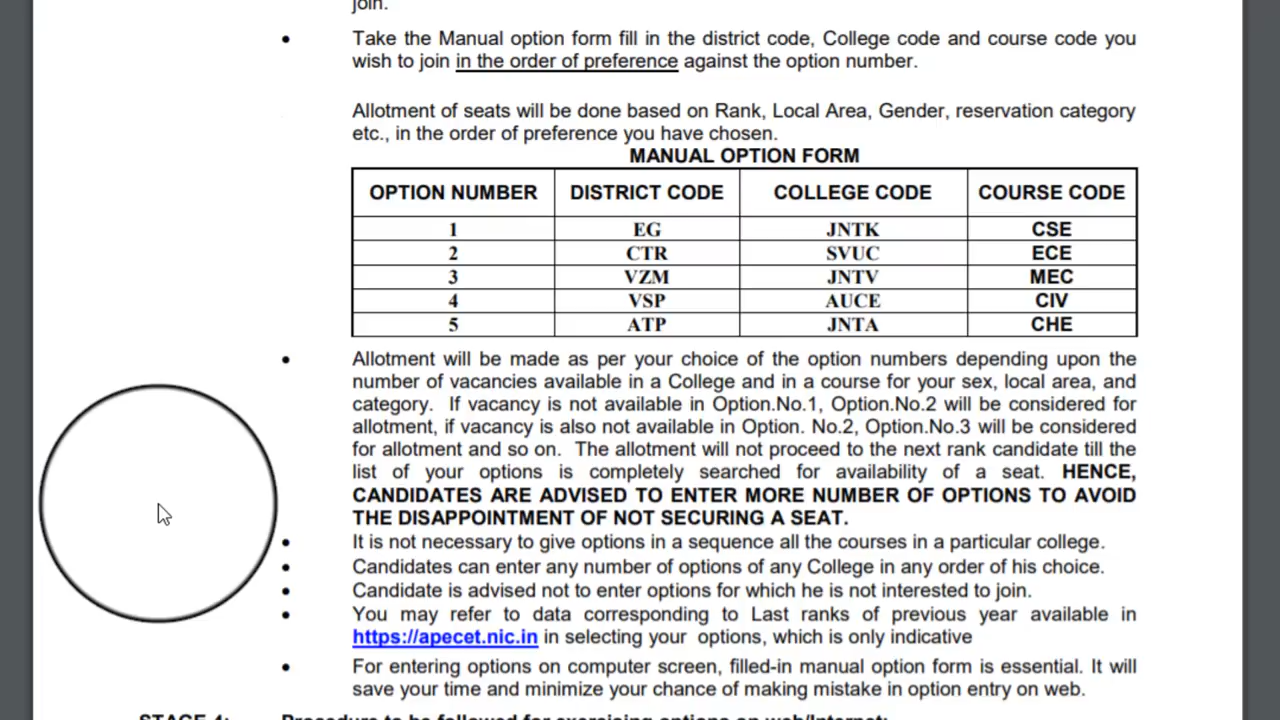 join.
• Take the Manual option form fill in the district code, College code and course code you
wish to join in the order of preference against the option number.
Allotment of seats will be done based on Rank, Local Area, Gender, reservation category
etc., in the order of preference you have chosen.
MANUAL OPTION FORM
OPTION NUMBER DISTRICT CODE COLLEGE CODE COURSE CODE
1 EG JNTK CSE
2 CTR SVUC ECE
3 VZM JNTV MEC
4 VSP AUCE CIV
5 ATP JNTA CHE
• Allotment will be made as per your choice of the option numbers depending upon the
number of vacancies available in a College and in a course for your sex, local area, and
category. If vacancy is not available in Option.No.1, Option.No.2 will be considered for
allotment, if vacancy is also not available in Option. No.2, Option.No.3 will be considered
for allotment and so on. The allotment will not proceed to the next rank candidate till the
list of your options is completely searched for availability of a seat. HENCE,
CANDIDATES ARE ADVISED TO ENTER MORE NUMBER OF OPTIONS TO AVOID
THE DISAPPOINTMENT OF NOT SECURING A SEAT.
• It is not necessary to give options in a sequence all the courses in a particular college.
• Candidates can enter any number of options of any College in any order of his choice.
• Candidate is advised not to enter options for which he is not interested to join.
• You may refer to data corresponding to Last ranks of previous year available in
https://apecet.nic.in in selecting your options, which is only indicative
• For entering options on computer screen, filled-in manual option form is essential. It will
save your time and minimize your chance of making mistake in option entry on web.
STAGE 4: Procedure to be followed for exercising options on web/Internet: